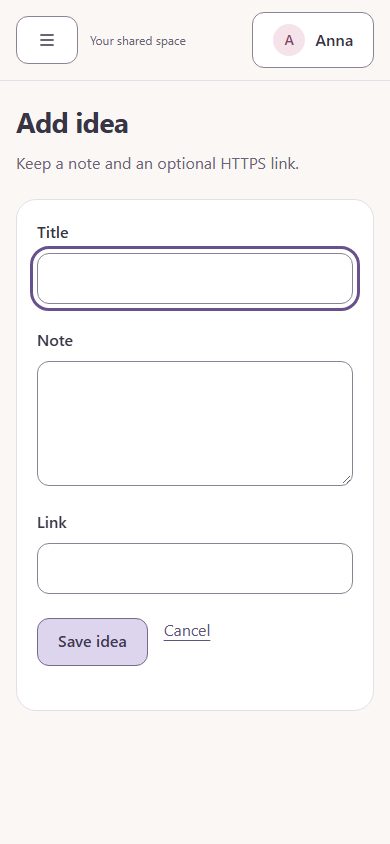 Your shared space
A Anna
Add idea
Keep a note and an optional HTTPS link.
Title
Note
Link
Save idea
Cancel